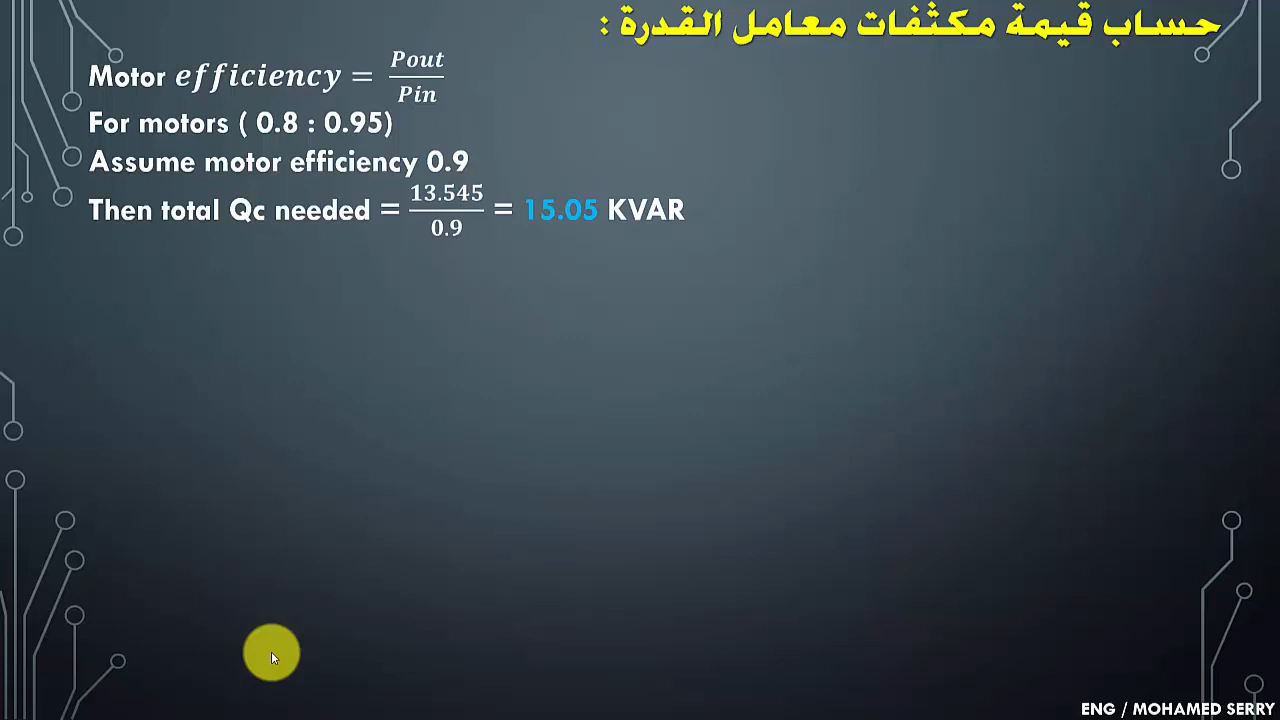 حساب قيمة مكثفات معامل القدرة :
Motor efficiency = Pout/Pin
For motors ( 0.8 : 0.95)
Assume motor efficiency 0.9
Then total Qc needed = 13.545/0.9 = 15.05 KVAR
ENG / MOHAMED SERRY